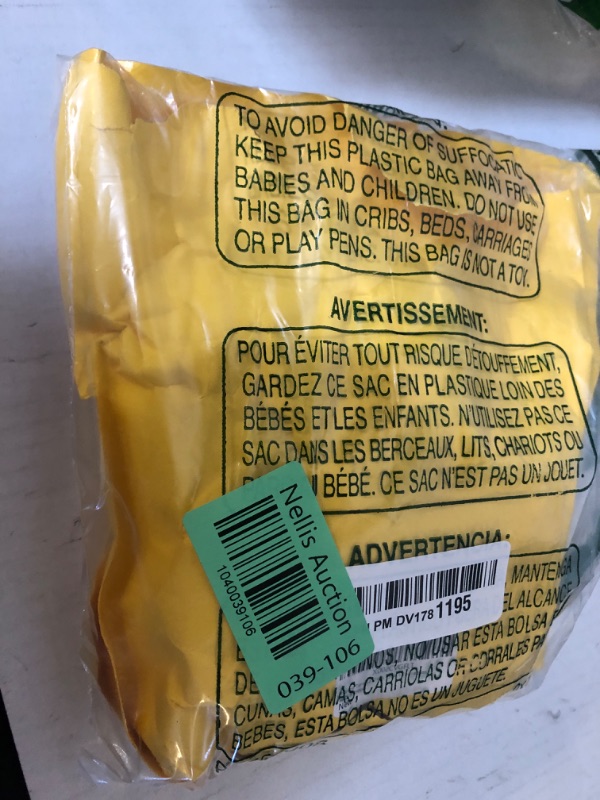 TO AVOID DANGER OF SUFFOCATIO
KEEP THIS PLASTIC BAG AWAY FROM
BABIES AND CHILDREN. DO NOT USE
THIS BAG IN CRIBS, BEDS, CARRIAGES
OR PLAY PENS. THIS BAG IS NOT A TOY.
AVERTISSEMENT:
POUR ÉVITER TOUT RISQUE D'ÉTOUFFEMENT,
GARDEZ CE SAC EN PLASTIQUE LOIN DES
BÉBÉS ET LES ENFANTS. N'UTILISEZ PAS CE
SAC DANS LES BERCEAUX, LITS, CHARIOTS OU
BÉBÉ. CE SAC N'EST PAS UN JOUET.
ADVERTENCIA:
MANTENGA
EL ALCANCE
NO USAR ESTA BOLSA
DE
CUNAS, CAMAS, CARRIOLAS OR CORRALES
BEBES, ESTA BOLSA NO ES UN JUGUETE.
Nellis Auction
1040039106
039-106
PM DV178 1195